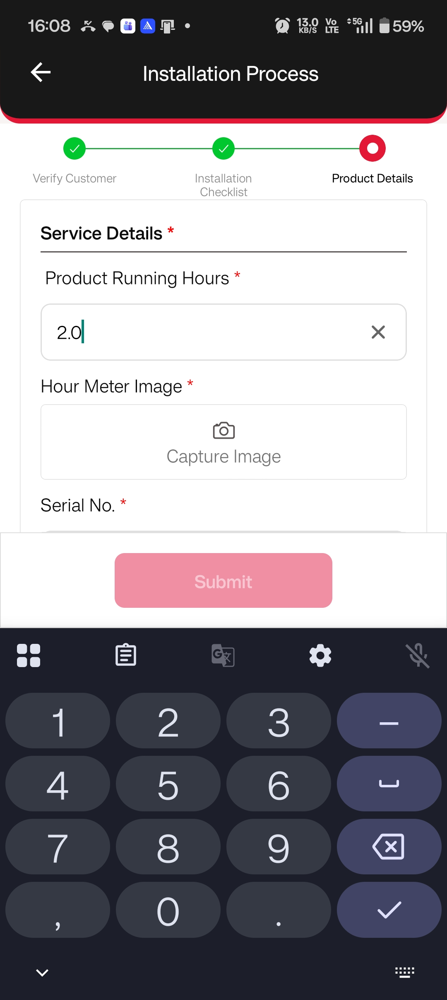 16:08 13.0 KB/S Vo LTE 5G 59%
Installation Process
Verify Customer
Installation Checklist
Product Details
Service Details *
Product Running Hours *
2.0
Hour Meter Image *
Capture Image
Serial No. *
Submit
1 2 3 –
4 5 6
7 8 9
, 0 .